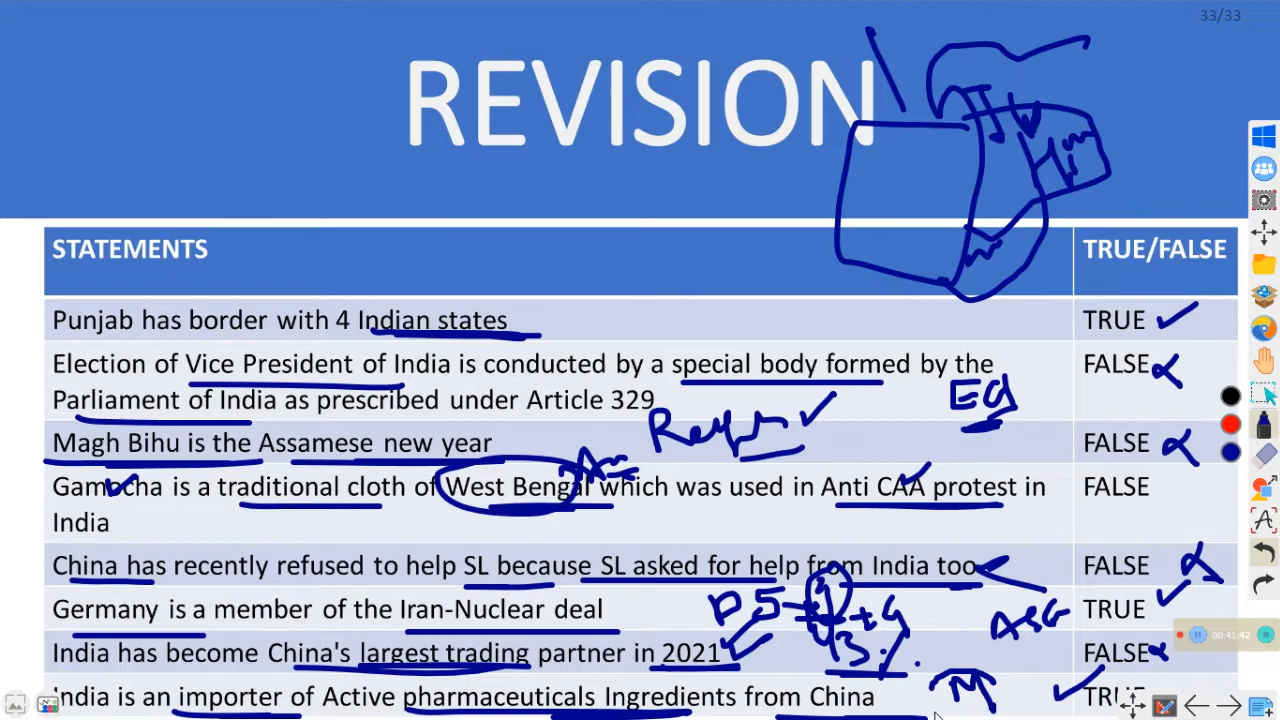 33/33
REVISION
STATEMENTS TRUE/FALSE
Punjab has border with 4 Indian states TRUE
Election of Vice President of India is conducted by a special body formed by the FALSE
Parliament of India as prescribed under Article 329
Magh Bihu is the Assamese new year FALSE
Gamocha is a traditional cloth of West Bengal which was used in Anti CAA protest in FALSE
India
China has recently refused to help SL because SL asked for help from India too FALSE
Germany is a member of the Iran-Nuclear deal TRUE
P5
India has become China's largest trading partner in 2021 FALSE
India is an importer of Active pharmaceuticals Ingredients from China
00:41:42